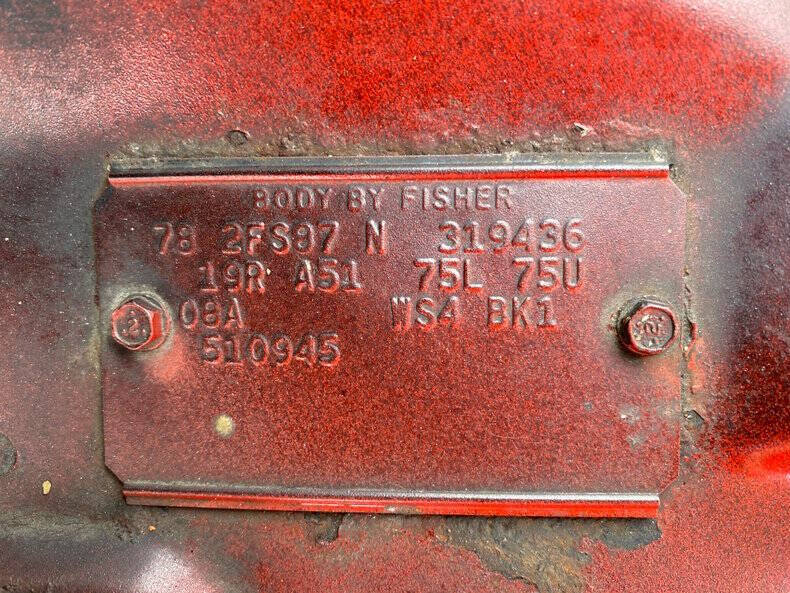 BODY BY FISHER
78 2FS87 N 319436
19R A51 75L 75U
08A WS4 BK1
510945